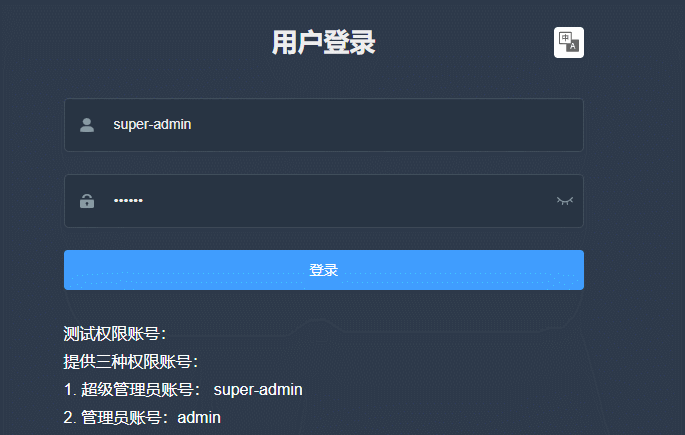 用户登录
中 A
super-admin
••••••
登录
测试权限账号：
提供三种权限账号：
1. 超级管理员账号： super-admin
2. 管理员账号：admin